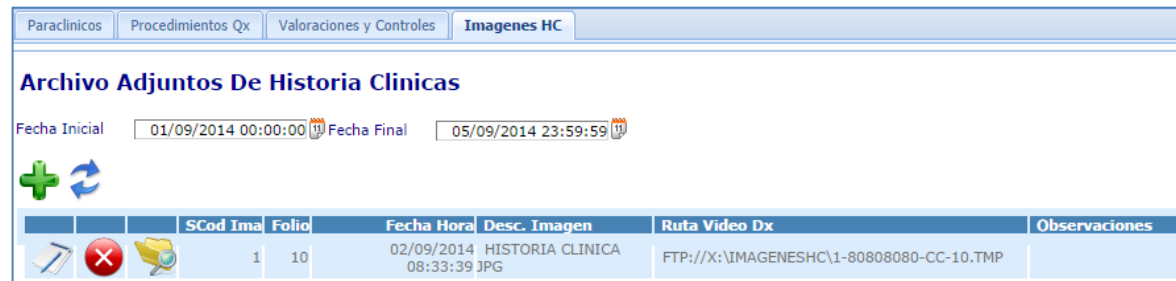 Paraclinicos Procedimientos Qx Valoraciones y Controles Imagenes HC
Archivo Adjuntos De Historia Clinicas
Fecha Inicial 01/09/2014 00:00:00 11 Fecha Final 05/09/2014 23:59:59 11
SCod Ima Folio Fecha Hora Desc. Imagen Ruta Video Dx Observaciones
1 10 02/09/2014 08:33:39 HISTORIA CLINICA JPG FTP://X:\IMAGENESHC\1-80808080-CC-10.TMP